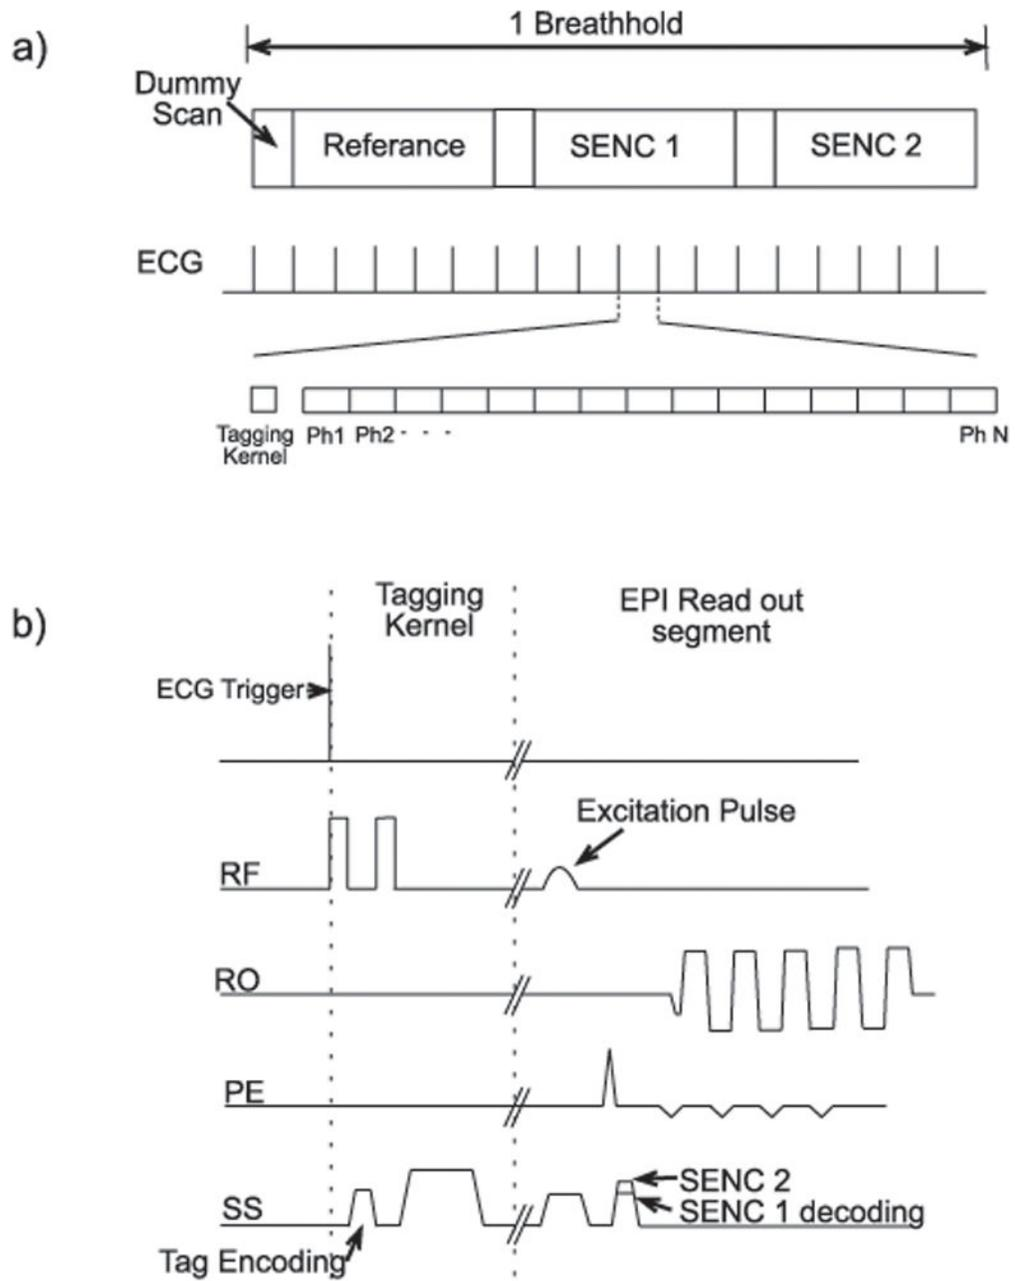 a)
1 Breathhold
Dummy
Scan
Referance
SENC 1
SENC 2
ECG
Tagging
Kernel
Ph1
Ph2- - -
Ph N
b)
Tagging
Kernel
EPI Read out
segment
ECG Trigger
Excitation Pulse
RF
RO
PE
SS
SENC 2
SENC 1 decoding
Tag Encoding